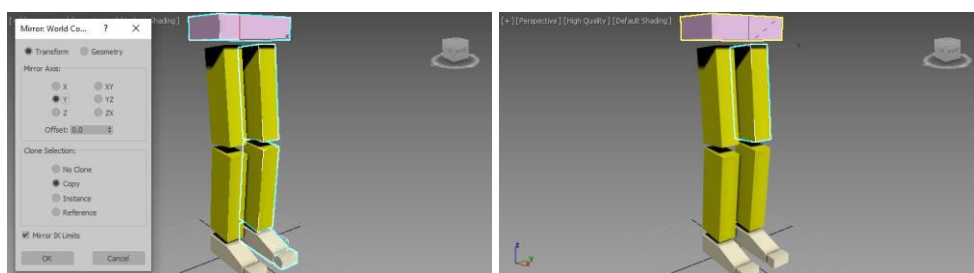 Mirror: World Co... ? ×
Transform Geometry
Mirror Axis:
X XY
Y YZ
Z ZX
Offset: 0.0
Clone Selection:
No Clone
Copy
Instance
Reference
Mirror IK Limits
OK Cancel
Shading ]
x
[+] [Perspective] [High Quality] [Default Shading]
z
y